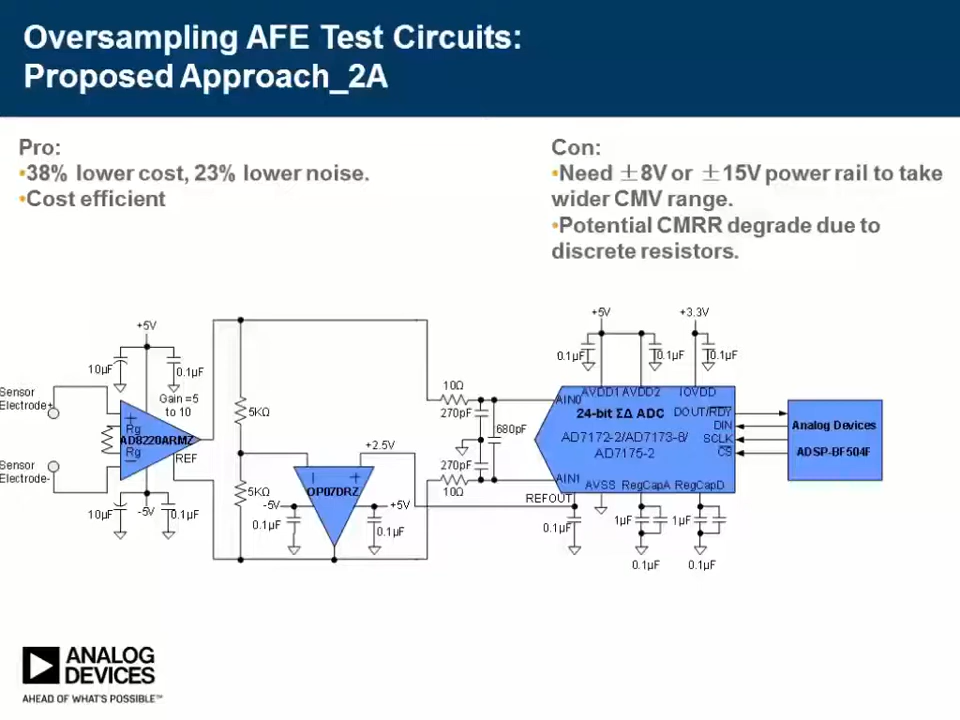 Oversampling AFE Test Circuits:
Proposed Approach_2A
Pro:
•38% lower cost, 23% lower noise.
•Cost efficient
Con:
•Need ±8V or ±15V power rail to take
wider CMV range.
•Potential CMRR degrade due to
discrete resistors.
+5V
10µF
0.1µF
Sensor
Electrode+
Gain =5
to 10
+
Rg
AD8220ARMZ
Rg
−
REF
Sensor
Electrode-
10µF
-5V
0.1µF
5KΩ
5KΩ
+2.5V
OP07DRZ
-5V
+5V
0.1µF
0.1µF
10Ω
270pF
680pF
270pF
10Ω
+5V
+3.3V
0.1µF
0.1µF
0.1µF
AVDD1 AVDD2 IOVDD
AIN0
24-bit ΣΔ ADC
DOUT/RDY
DIN
AD7172-2/AD7173-8/
SCLK
AD7175-2
CS
AIN1
AVSS RegCapA RegCapD
REFOUT
0.1µF
1µF
1µF
0.1µF
0.1µF
Analog Devices
ADSP-BF504F
ANALOG
DEVICES
AHEAD OF WHAT'S POSSIBLE™